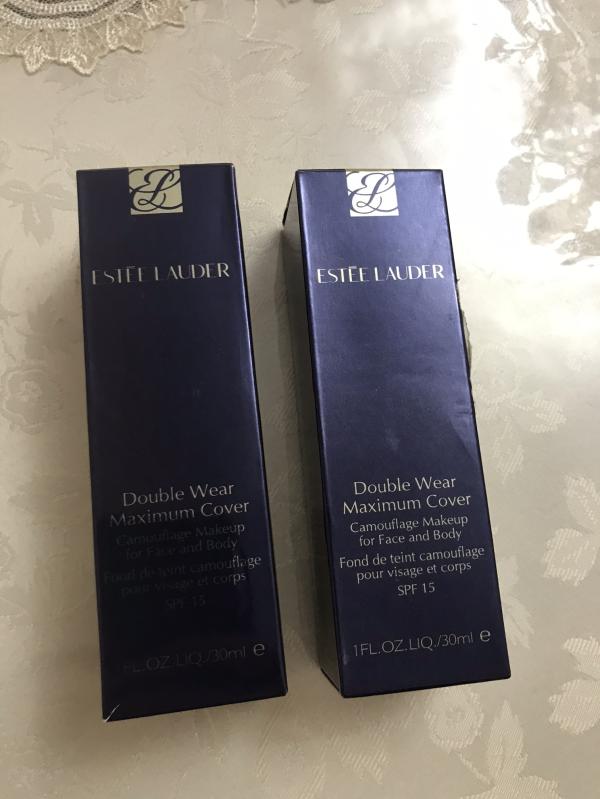 ESTĒE LAUDER
Double Wear
Maximum Cover
Camouflage Makeup
for Face and Body
Fond de teint camouflage
pour visage et corps
SPF 15
1FL.OZ.LIQ./30ml e
ESTĒE LAUDER
Double Wear
Maximum Cover
Camouflage Makeup
for Face and Body
Fond de teint camouflage
pour visage et corps
SPF 15
1FL.OZ.LIQ./30ml e